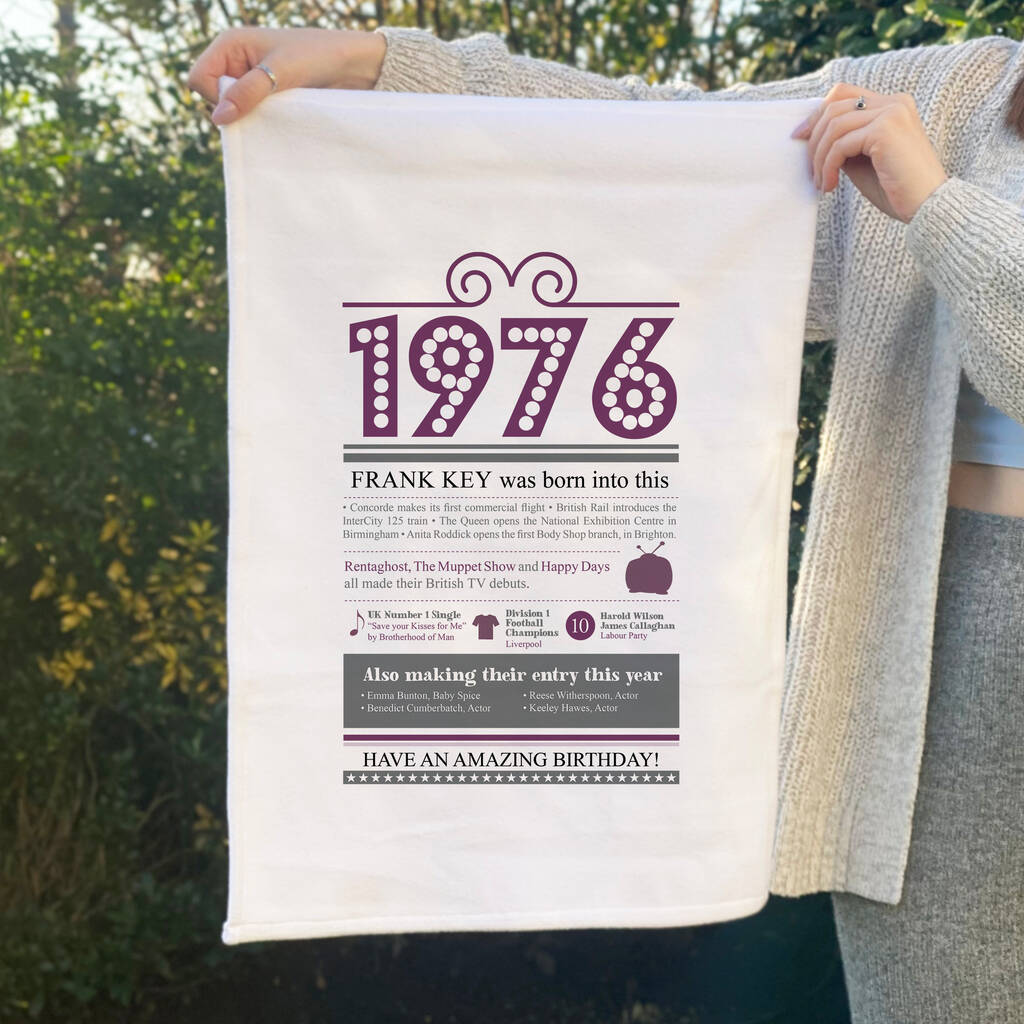 1976
FRANK KEY was born into this
• Concorde makes its first commercial flight • British Rail introduces the
InterCity 125 train • The Queen opens the National Exhibition Centre in
Birmingham • Anita Roddick opens the first Body Shop branch, in Brighton.
Rentaghost, The Muppet Show and Happy Days
all made their British TV debuts.
UK Number 1 Single
"Save your Kisses for Me"
by Brotherhood of Man
Division 1
Football
Champions
Liverpool
10
Harold Wilson
James Callaghan
Labour Party
Also making their entry this year
• Emma Bunton, Baby Spice
• Benedict Cumberbatch, Actor
• Reese Witherspoon, Actor
• Keeley Hawes, Actor
HAVE AN AMAZING BIRTHDAY!